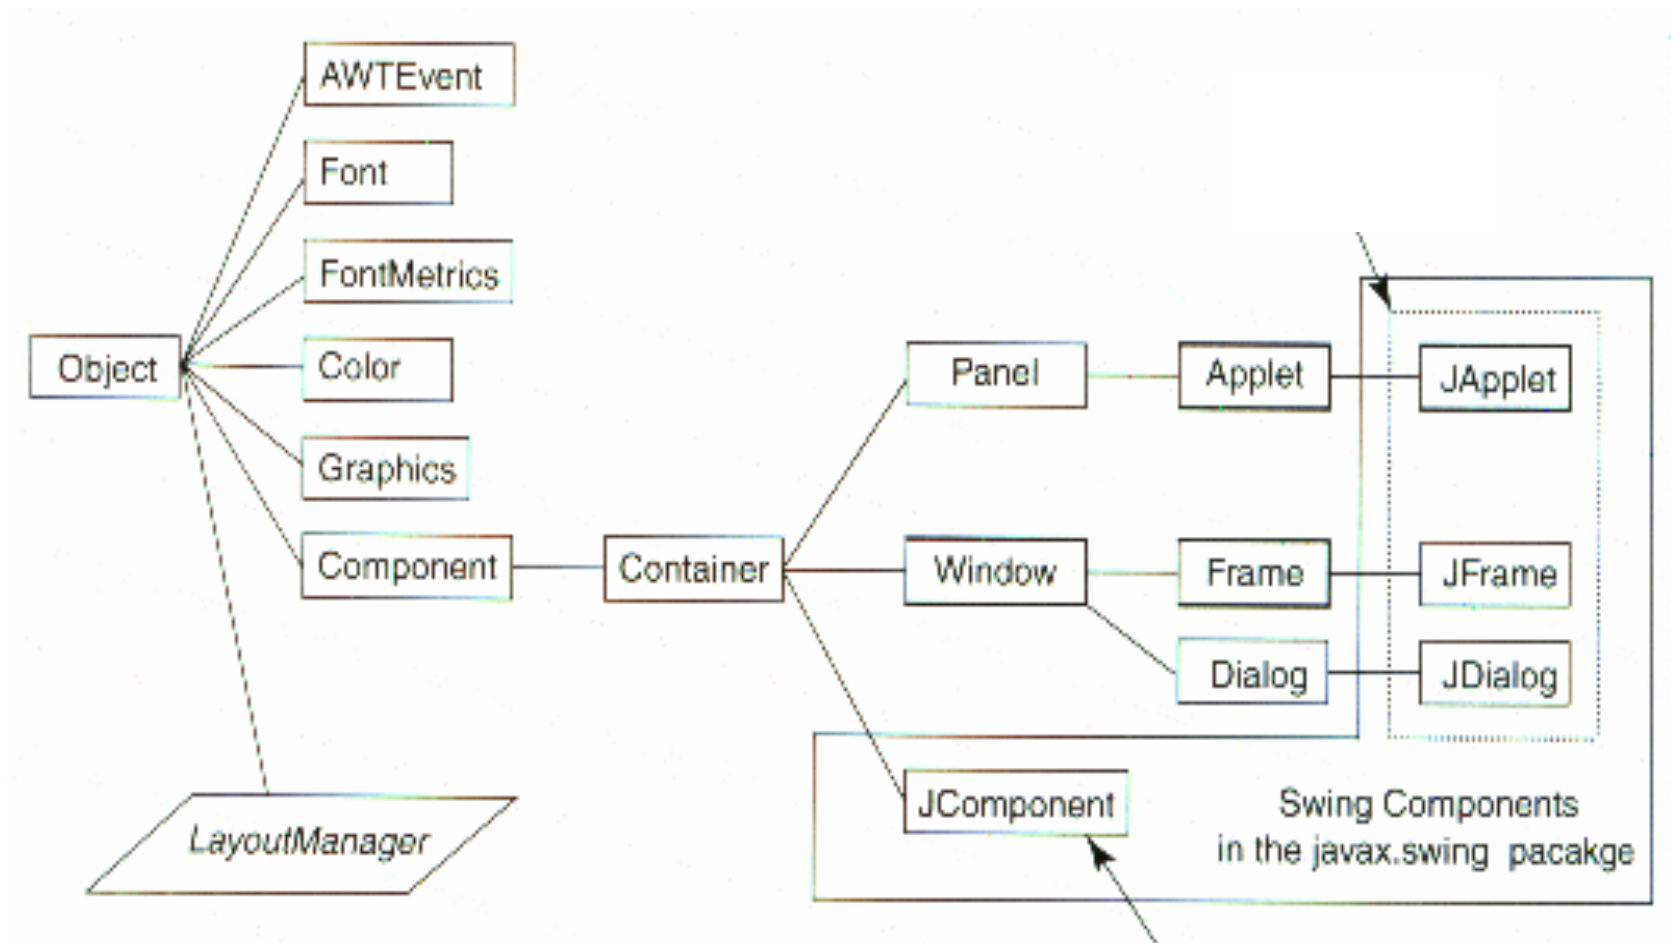 AWTEvent
Font
FontMetrics
Object
Color
Panel
Applet
JApplet
Graphics
Component
Container
Window
Frame
JFrame
Dialog
JDialog
LayoutManager
JComponent
Swing Components
in the javax.swing pacakge